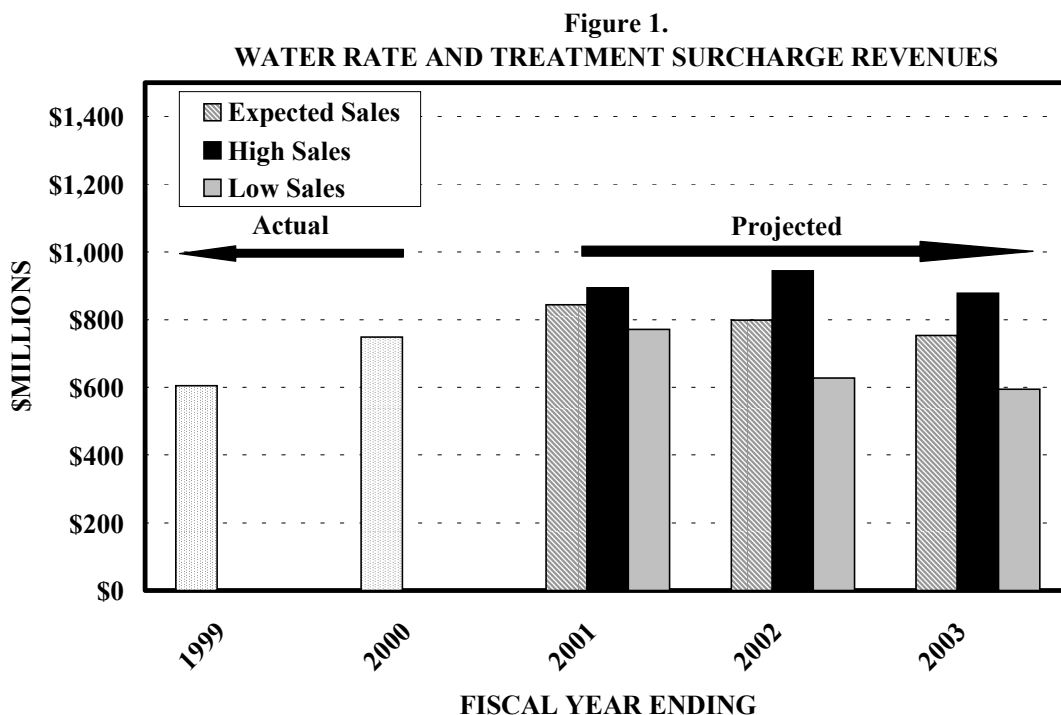 Figure 1.
WATER RATE AND TREATMENT SURCHARGE REVENUES
$1,400
$1,200
$1,000
$800
$600
$400
$200
$0
$MILLIONS
Expected Sales
High Sales
Low Sales
Actual
Projected
1999
2000
2001
2002
2003
FISCAL YEAR ENDING